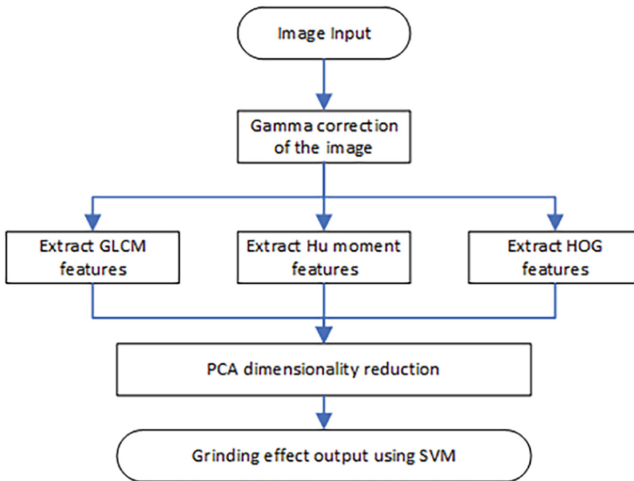 Image Input
Gamma correction
of the image
Extract GLCM
features
Extract Hu moment
features
Extract HOG
features
PCA dimensionality reduction
Grinding effect output using SVM